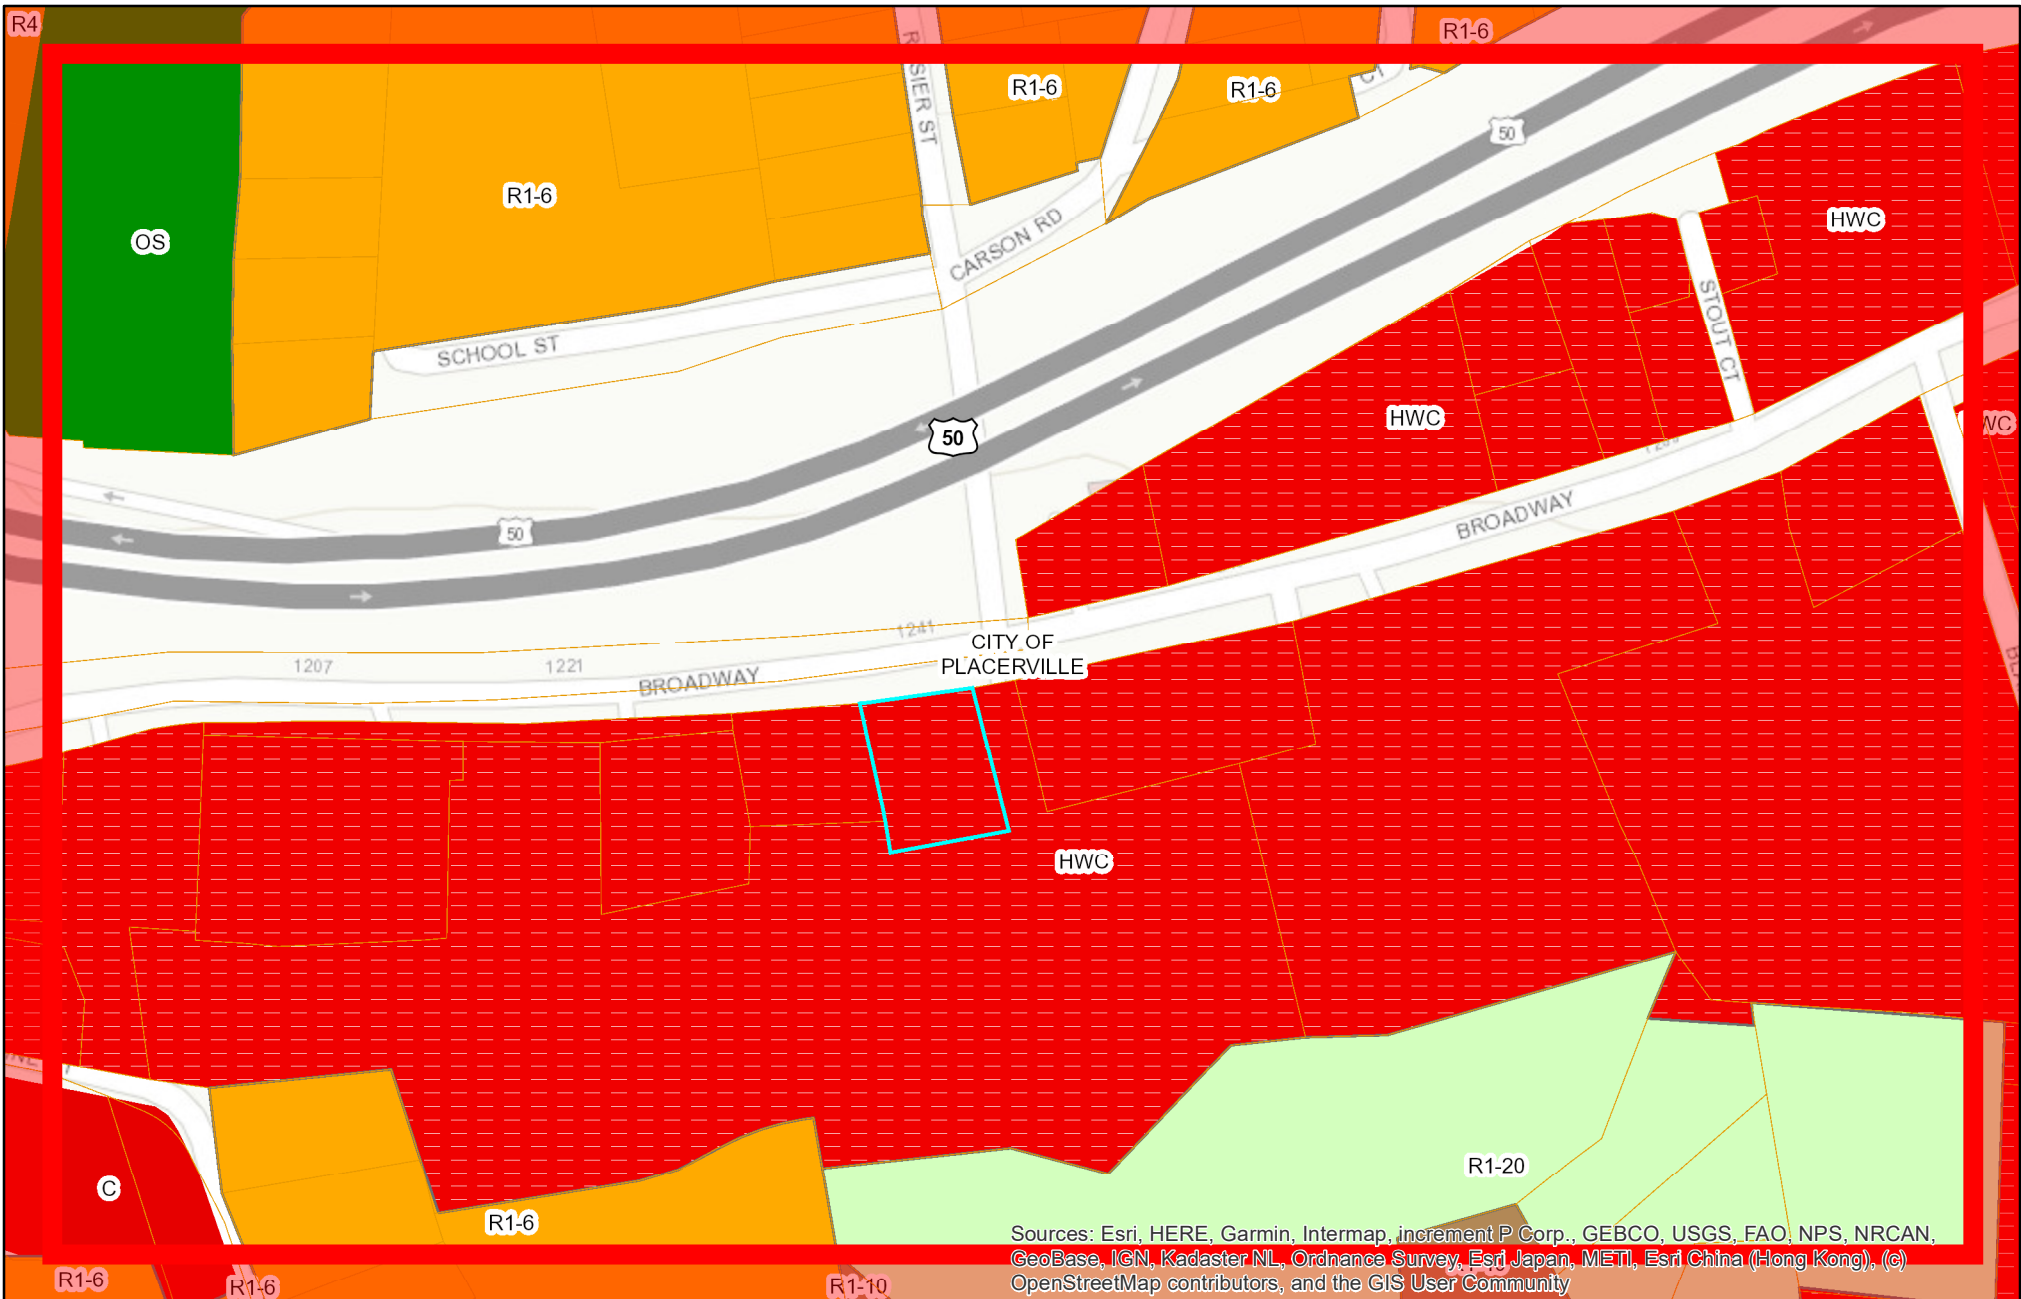 R4
R1-6
R1-6
R1-6
CT
SIER ST
50
R1-6
HWC
OS
CARSON RD
STOUT CT
SCHOOL ST
HWC
WC
50
50
BROADWAY
1241
CITY OF
PLACERVILLE
1207
1221
BROADWAY
HWC
C
R1-20
R1-6
Sources: Esri, HERE, Garmin, Intermap, increment P Corp., GEBCO, USGS, FAO, NPS, NRCAN,
GeoBase, IGN, Kadaster NL, Ordnance Survey, Esri Japan, METI, Esri China (Hong Kong), (c)
OpenStreetMap contributors, and the GIS User Community
R1-6
R1-6
R1-10